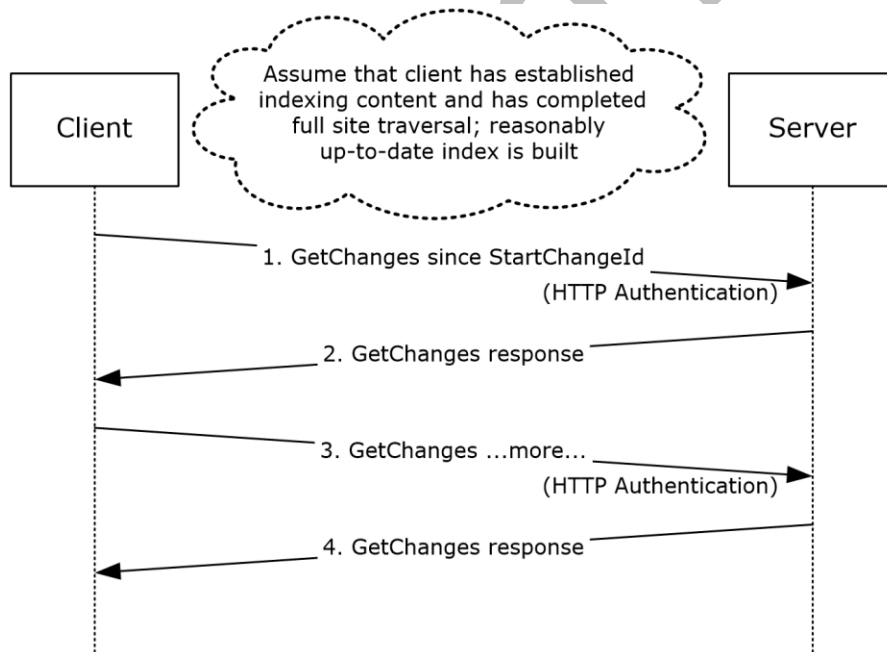 Assume that client has established
indexing content and has completed
full site traversal; reasonably
up-to-date index is built
Client
Server
1. GetChanges since StartChangeId
(HTTP Authentication)
2. GetChanges response
3. GetChanges ...more...
(HTTP Authentication)
4. GetChanges response